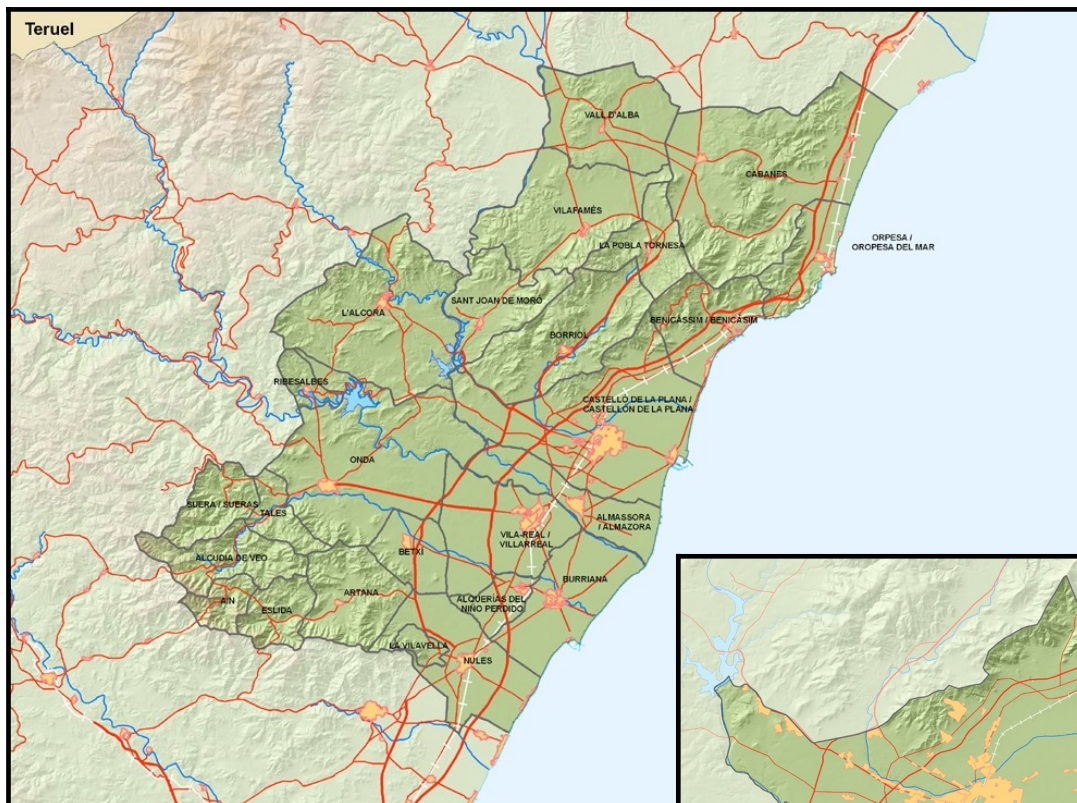 Teruel
VALL D'ALBA
CABANES
VILAFAMÉS
ORPESA /
OROPESA DEL MAR
LA POBLA TORNESA
SANT JOAN DE MORÓ
L'ALCORA
BENICÀSSIM / BENICÁSIM
BORRIOL
RIBESALBES
CASTELLÓ DE LA PLANA /
CASTELLÓN DE LA PLANA
ONDA
SUERA / SUERAS
TALES
ALMASSORA
/ ALMAZORA
VILA-REAL /
VILLARREAL
BETXÍ
ALCUDIA DE VEO
BURRIANA
ARTANA
ALQUERÍAS DEL
NIÑO PERDIDO
AÍN
ESLIDA
LA VILAVELLA
NULES